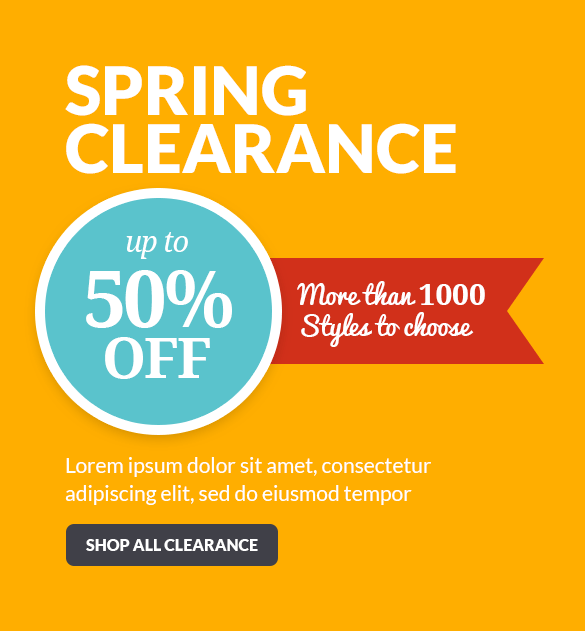 SPRING
CLEARANCE
up to
50%
OFF
More than 1000
Styles to choose
Lorem ipsum dolor sit amet, consectetur
adipiscing elit, sed do eiusmod tempor
SHOP ALL CLEARANCE